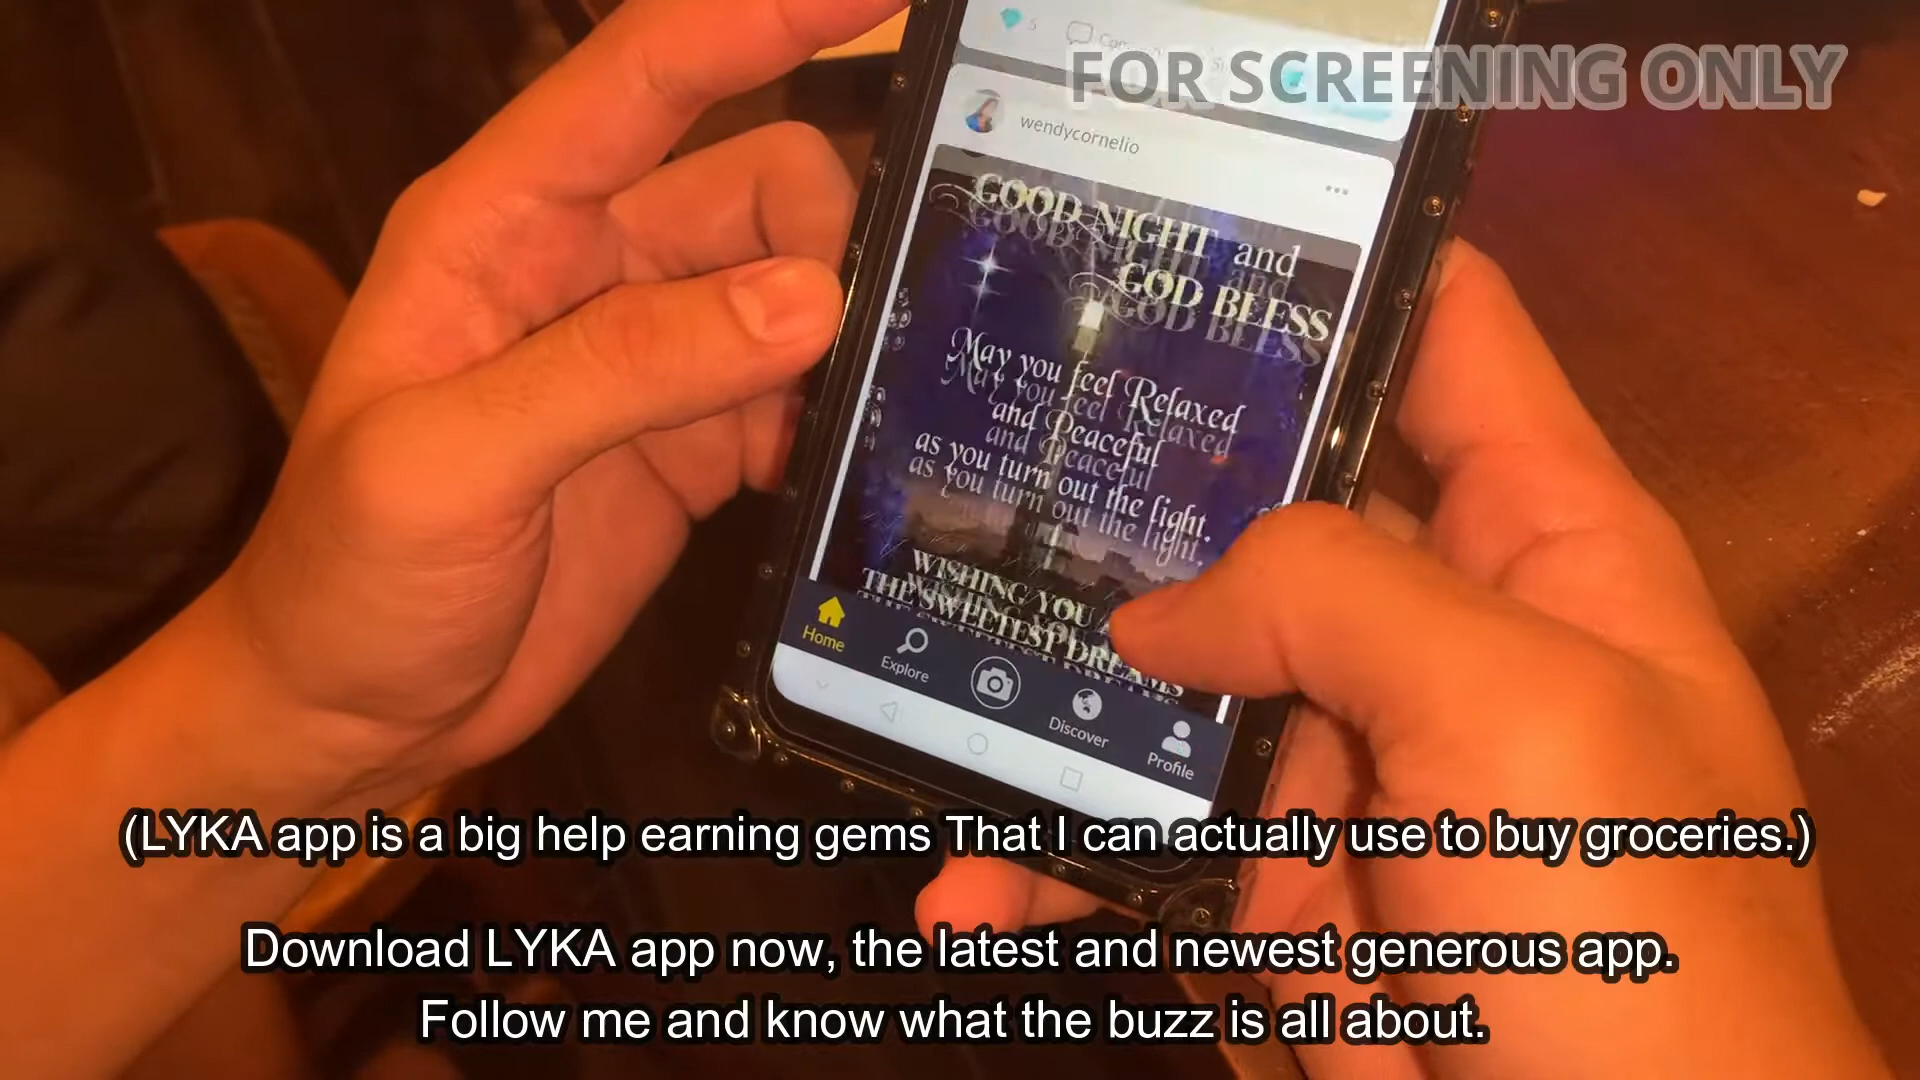 5
FOR SCREENING ONLY
wendycornelio
GOOD NIGHT and
GOD BLESS
May you feel Relaxed
and Peaceful
as you turn out the light.
WISHING YOU
THE SWEETEST DREAMS
Home
Explore
Discover
Profile
(LYKA app is a big help earning gems That I can actually use to buy groceries.)
Download LYKA app now, the latest and newest generous app.
Follow me and know what the buzz is all about.